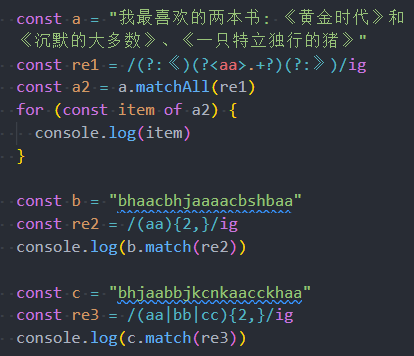 const a = "我最喜欢的两本书: 《黄金时代》和
《沉默的大多数》、《一只特立独行的猪》"
const re1 = /(?:《)(?<aa>.+?)(?:》)/ig
const a2 = a.matchAll(re1)
for (const item of a2) {
  console.log(item)
}
const b = "bhaacbhjaaaacbshbaa"
const re2 = /(aa){2,}/ig
console.log(b.match(re2))
const c = "bhjaabbjkcnkaacckhaa"
const re3 = /(aa|bb|cc){2,}/ig
console.log(c.match(re3))